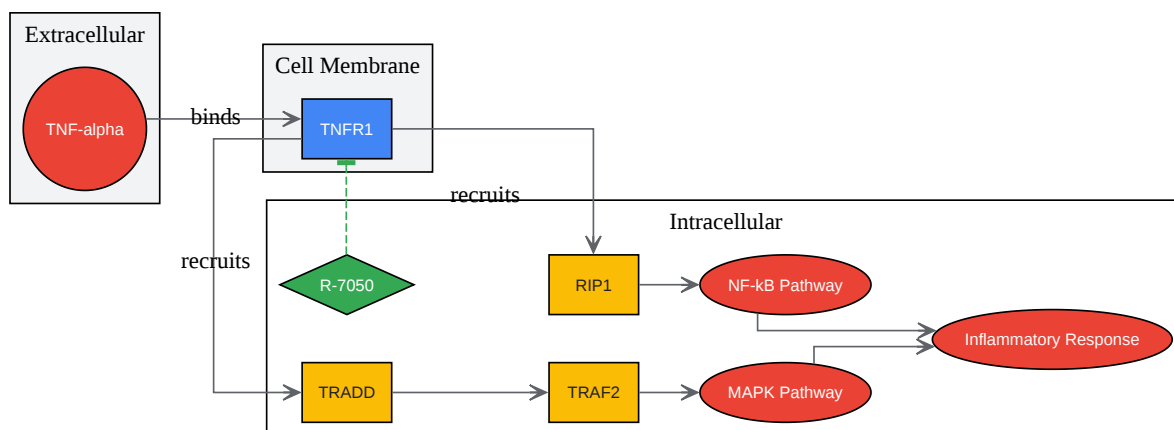 Extracellular
TNF-alpha
binds
Cell Membrane
TNFR1
recruits
recruits
Intracellular
R-7050
RIP1
NF-kB Pathway
Inflammatory Response
TRADD
TRAF2
MAPK Pathway